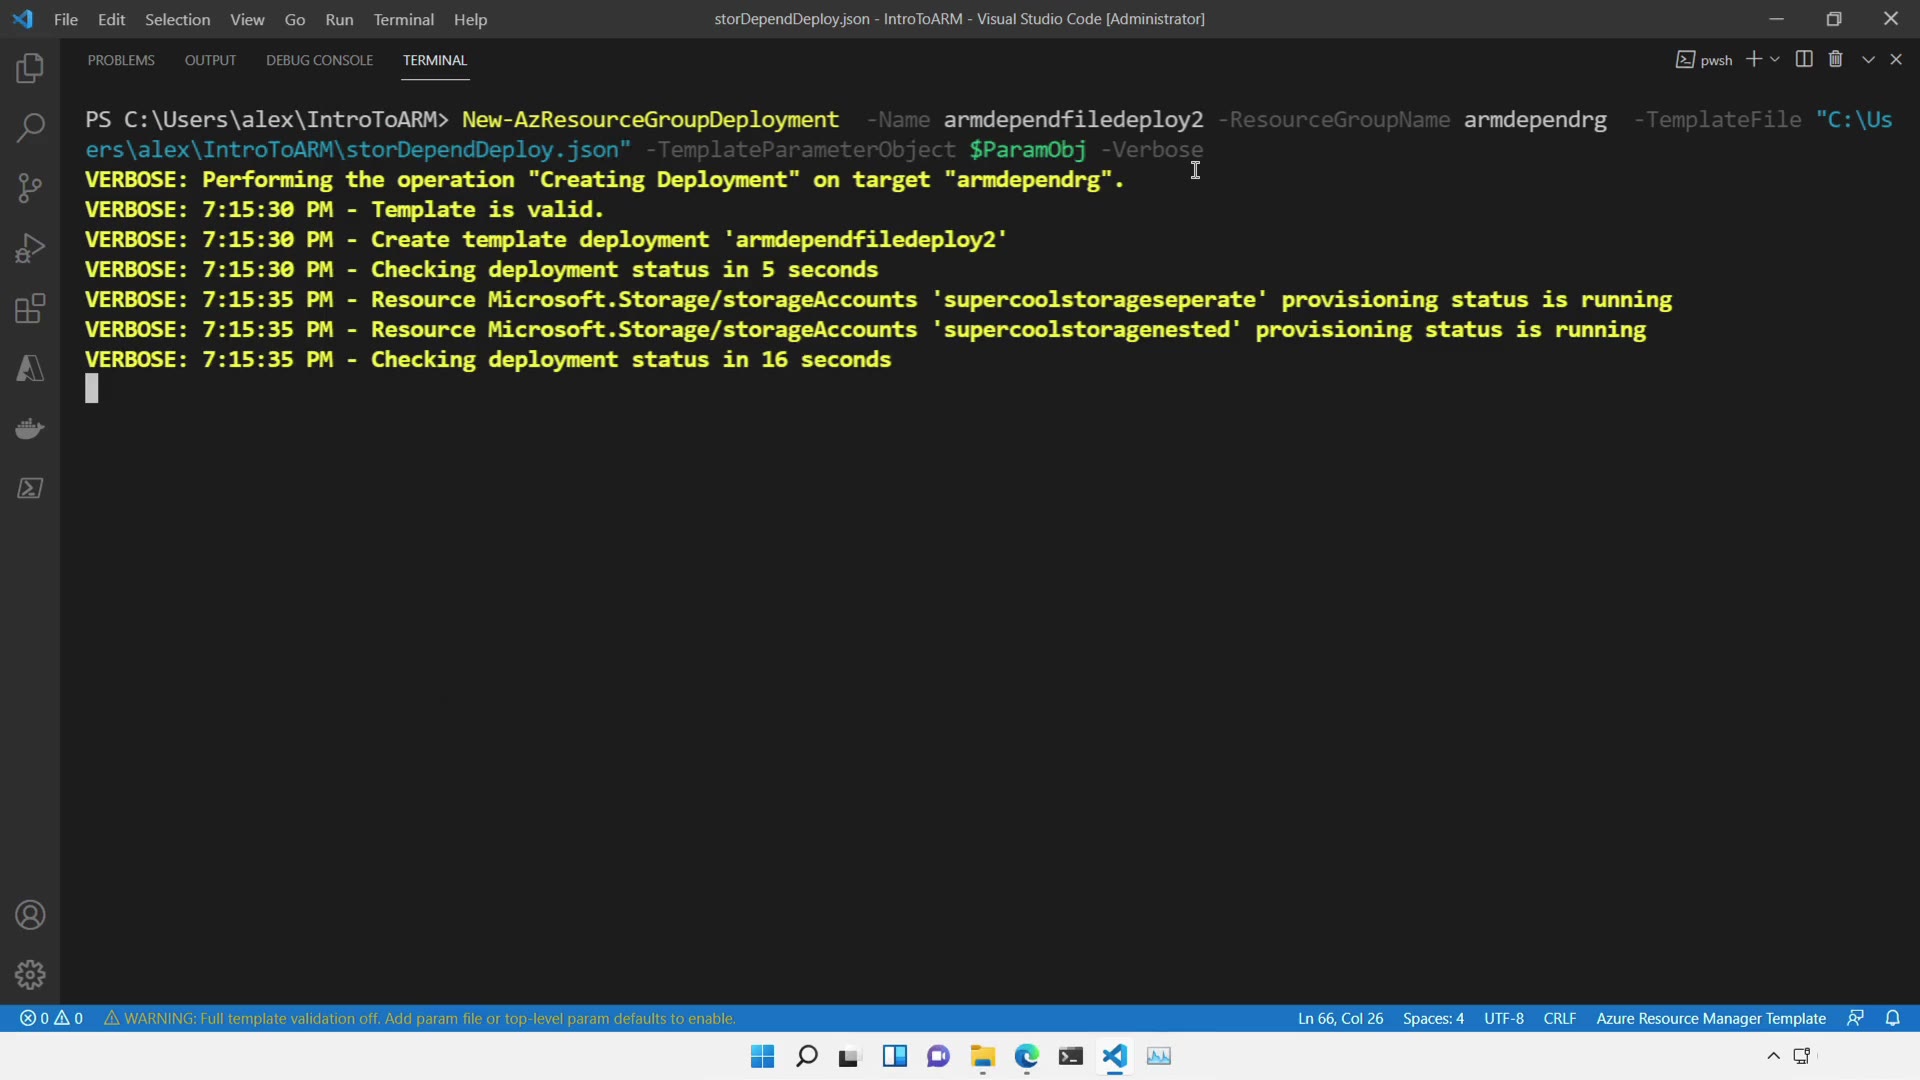 File Edit Selection View Go Run Terminal Help
storDependDeploy.json - IntroToARM - Visual Studio Code [Administrator]
PROBLEMS OUTPUT DEBUG CONSOLE TERMINAL
pwsh
PS C:\Users\alex\IntroToARM> New-AzResourceGroupDeployment -Name armdependfiledeploy2 -ResourceGroupName armdependrg -TemplateFile "C:\Us
ers\alex\IntroToARM\storDependDeploy.json" -TemplateParameterObject $ParamObj -Verbose
VERBOSE: Performing the operation "Creating Deployment" on target "armdependrg".
VERBOSE: 7:15:30 PM - Template is valid.
VERBOSE: 7:15:30 PM - Create template deployment 'armdependfiledeploy2'
VERBOSE: 7:15:30 PM - Checking deployment status in 5 seconds
VERBOSE: 7:15:35 PM - Resource Microsoft.Storage/storageAccounts 'supercoolstorageseperate' provisioning status is running
VERBOSE: 7:15:35 PM - Resource Microsoft.Storage/storageAccounts 'supercoolstoragenested' provisioning status is running
VERBOSE: 7:15:35 PM - Checking deployment status in 16 seconds
0 0 WARNING: Full template validation off. Add param file or top-level param defaults to enable.
Ln 66, Col 26 Spaces: 4 UTF-8 CRLF Azure Resource Manager Template